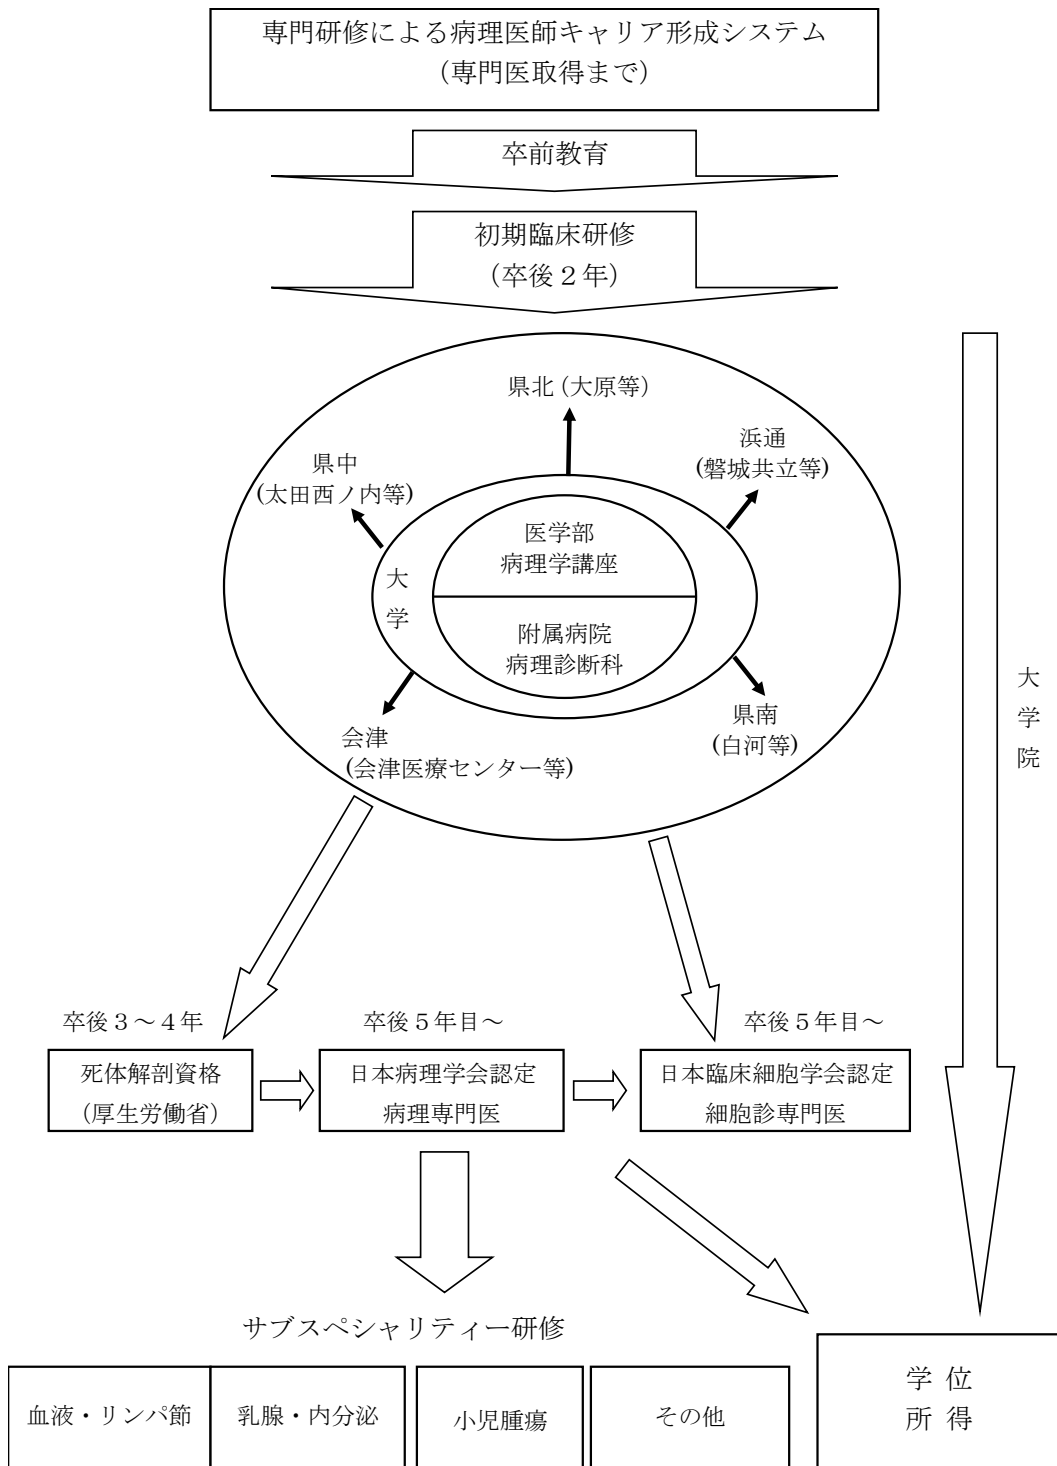 専門研修による病理医師キャリア形成システム
（専門医取得まで）
卒前教育
初期臨床研修
（卒後２年）
県北（大原等）
浜通
(磐城共立等)
県中
(太田西ノ内等)
医学部
病理学講座
大
学
附属病院
病理診断科
県南
(白河等)
会津
(会津医療センター等)
大
学
院
卒後３～４年
卒後５年目～
卒後５年目～
死体解剖資格
（厚生労働省）
日本病理学会認定
病理専門医
日本臨床細胞学会認定
細胞診専門医
サブスペシャリティー研修
血液・リンパ節
乳腺・内分泌
小児腫瘍
その他
学 位
所 得